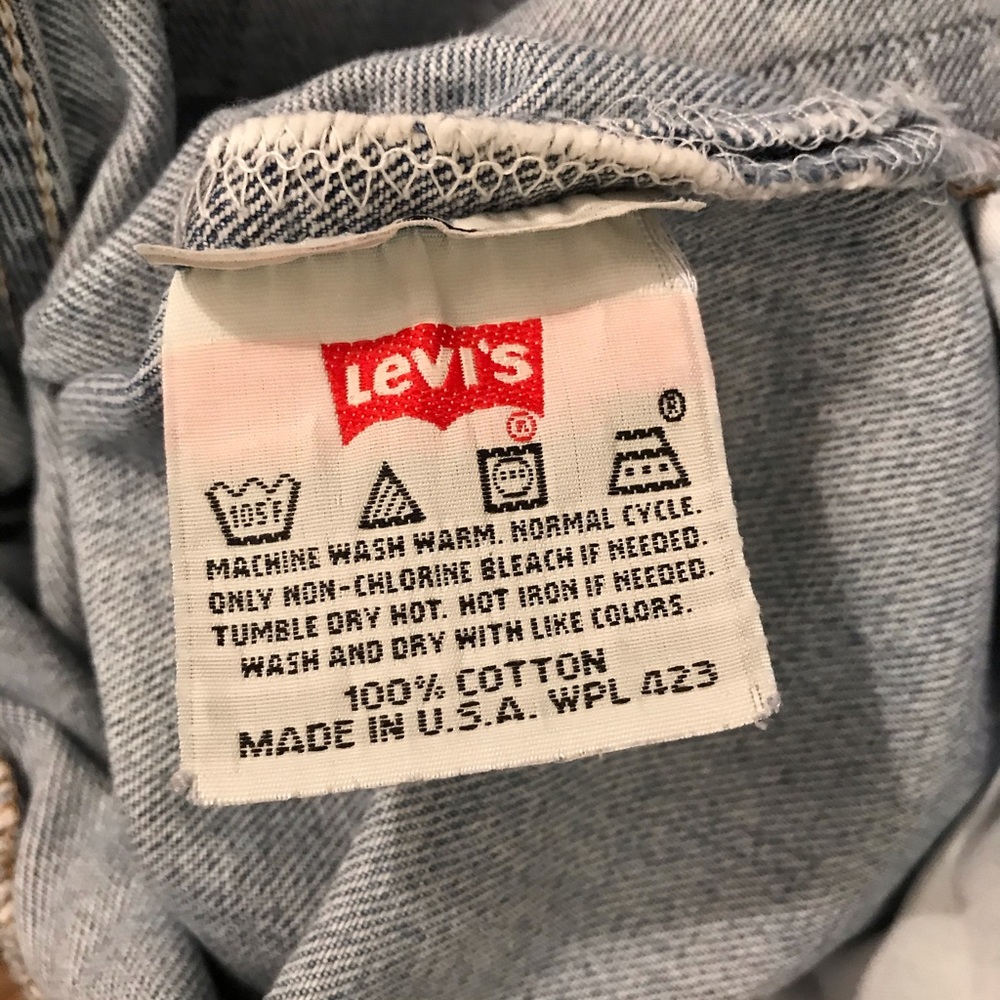 LEVI'S
®
®
105F
MACHINE WASH WARM. NORMAL CYCLE.
ONLY NON-CHLORINE BLEACH IF NEEDED.
TUMBLE DRY HOT. HOT IRON IF NEEDED.
WASH AND DRY WITH LIKE COLORS.
100% COTTON
MADE IN U.S.A. WPL 423